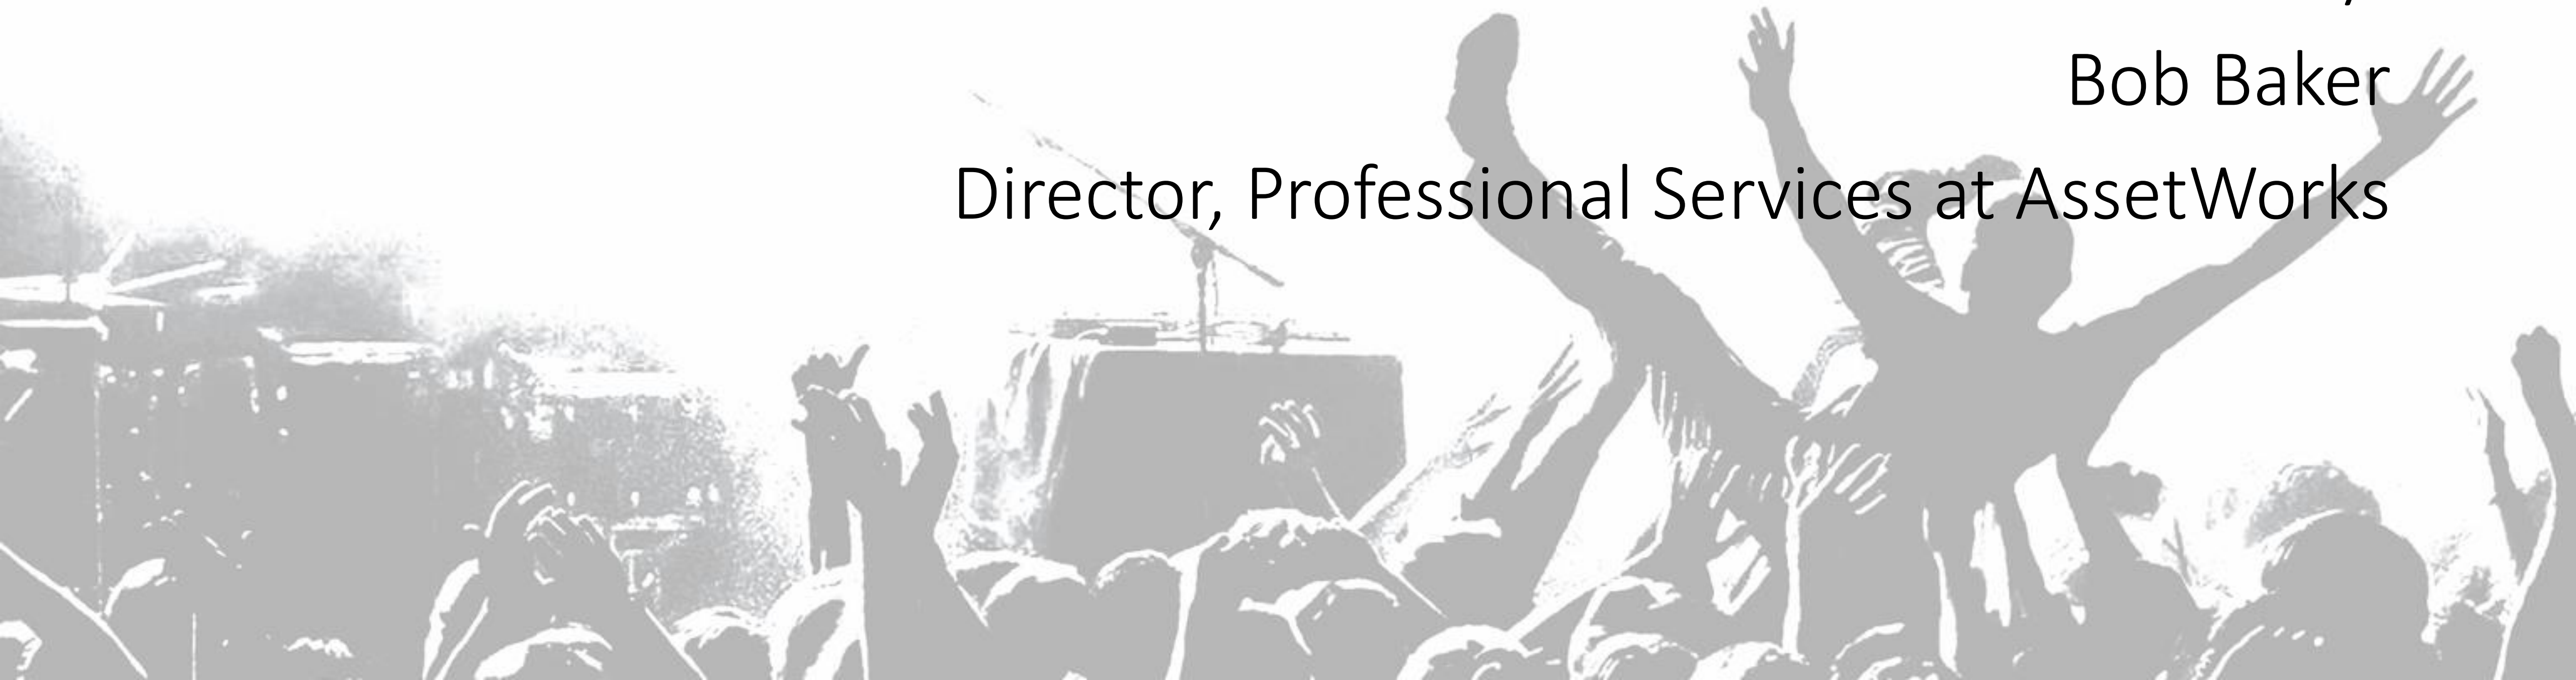 Bob Baker
Director, Professional Services at AssetWorks